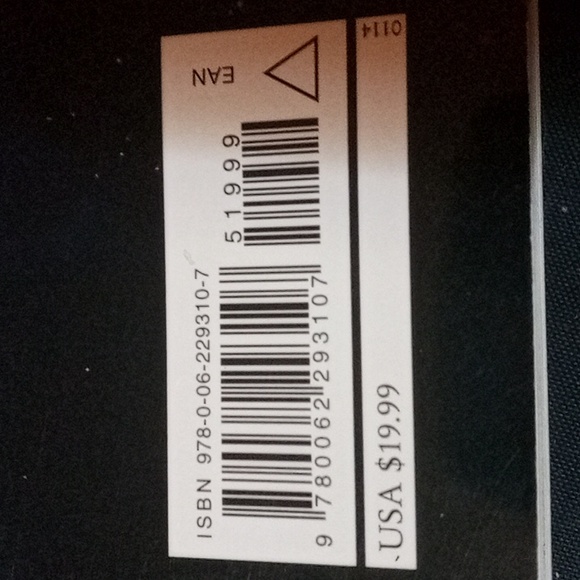 ISBN 978-0-06-229310-7
9 780062 293107
51999
EAN
USA $19.99
0114